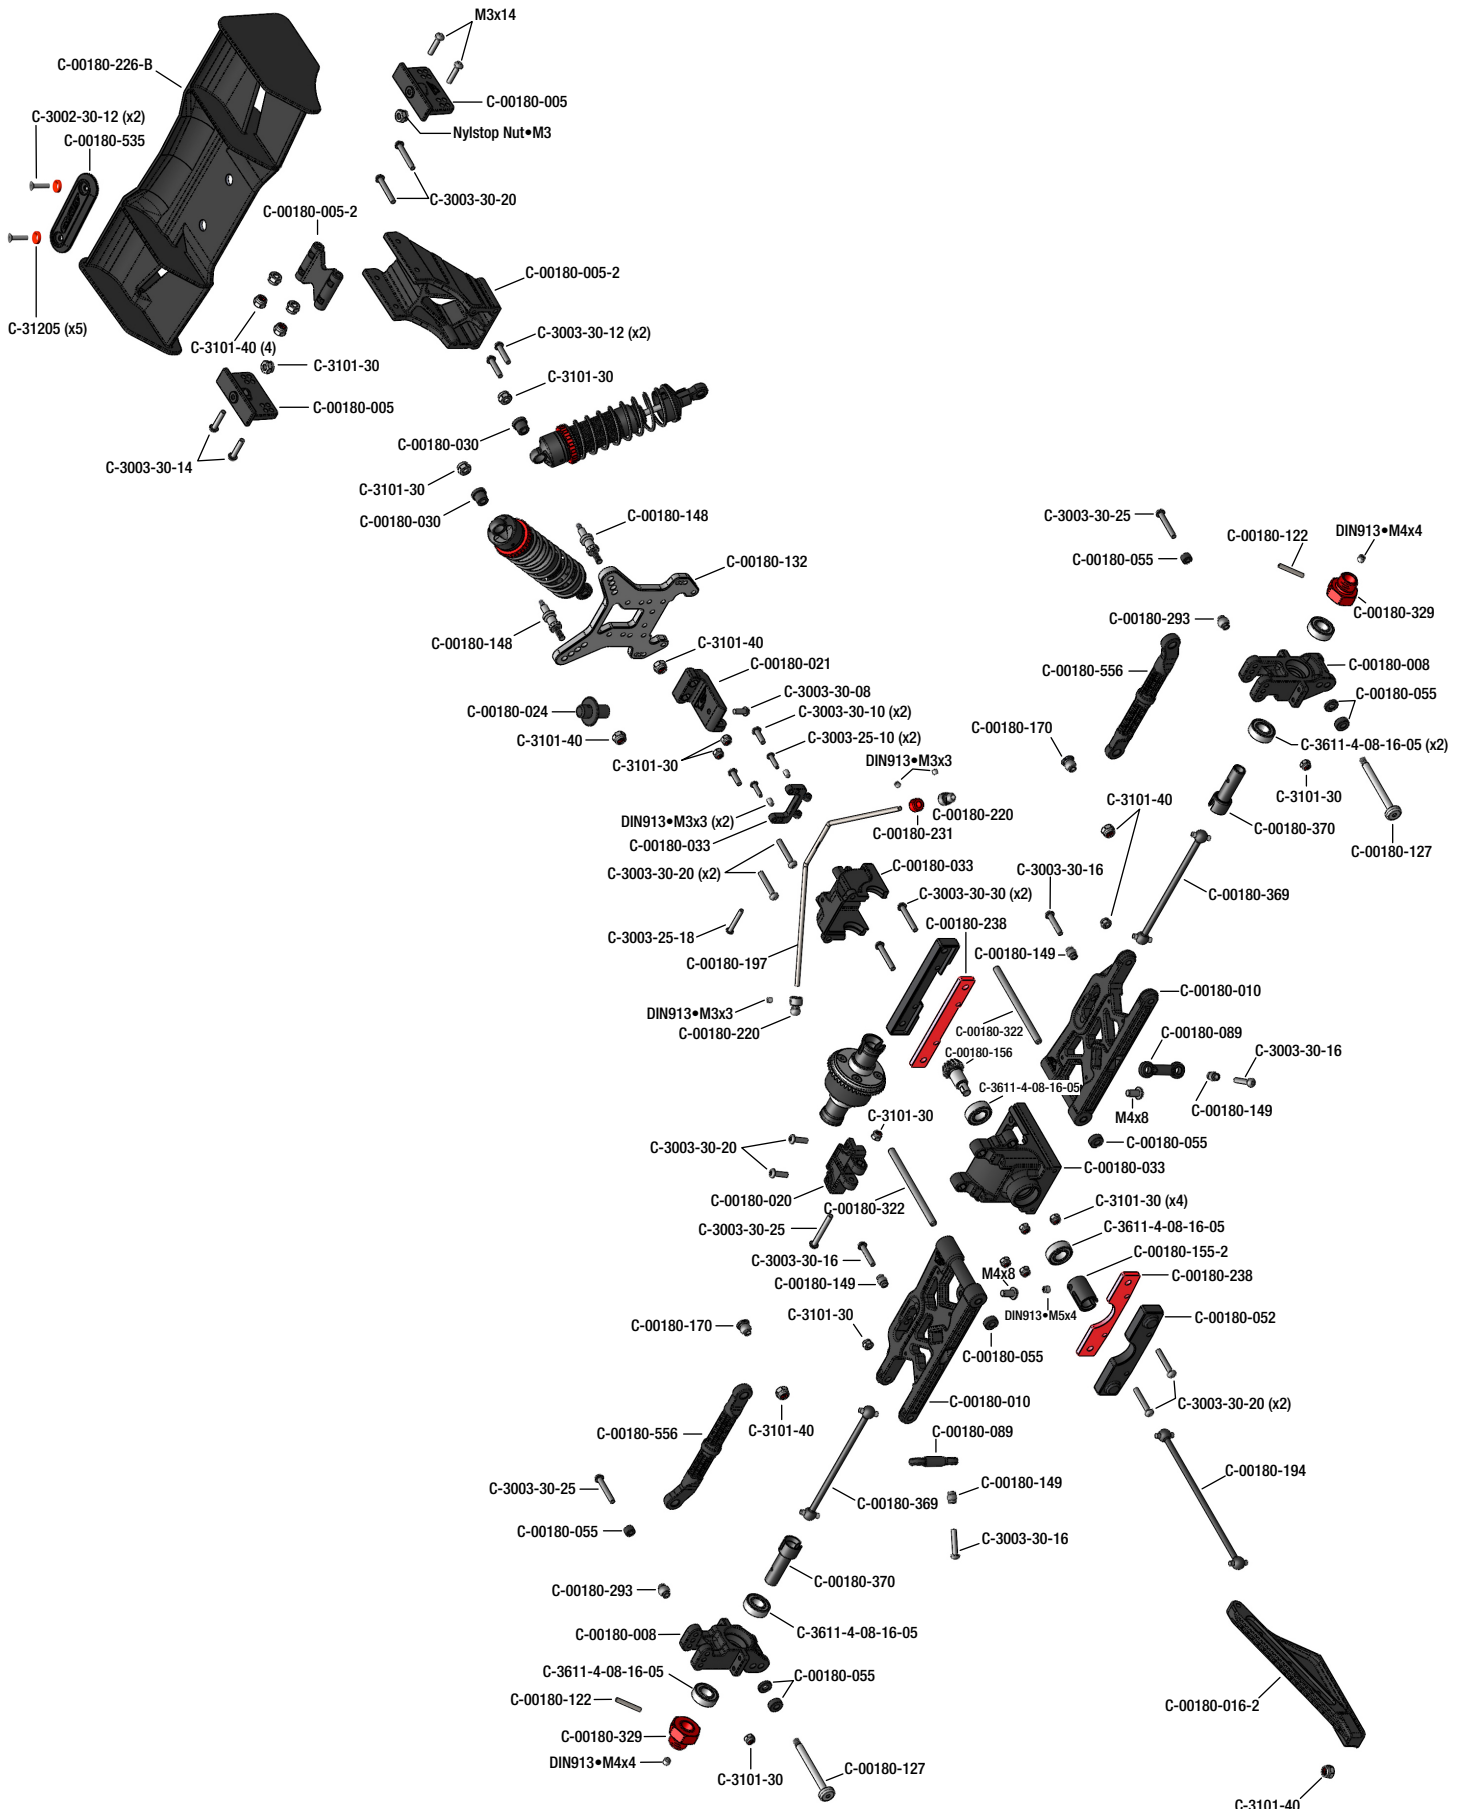 M3x14
C-00180-226-B
C-00180-005
C-3002-30-12 (x2)
Nylstop Nut•M3
C-00180-535
C-3003-30-20
C-00180-005-2
C-00180-005-2
C-31205 (x5)
C-3003-30-12 (x2)
C-3101-40 (4)
C-3101-30
C-3101-30
C-00180-005
C-00180-030
C-3003-30-14
C-3101-30
C-00180-030
C-00180-148
C-3003-30-25
C-00180-122
DIN913•M4x4
C-00180-132
C-00180-055
C-00180-329
C-00180-293
C-00180-148
C-3101-40
C-00180-021
C-00180-556
C-00180-008
C-3003-30-08
C-00180-055
C-00180-024
C-3003-30-10 (x2)
C-00180-170
C-3101-40
C-3003-25-10 (x2)
C-3611-4-08-16-05 (x2)
C-3101-30
DIN913•M3x3
C-3101-30
C-3101-40
DIN913•M3x3 (x2)
C-00180-220
C-00180-231
C-00180-370
C-00180-033
C-00180-127
C-00180-033
C-3003-30-20 (x2)
C-3003-30-16
C-3003-30-30 (x2)
C-00180-369
C-00180-238
C-3003-25-18
C-00180-149
C-00180-197
C-00180-010
DIN913•M3x3
C-00180-322
C-00180-220
C-00180-089
C-00180-156
C-3003-30-16
C-3611-4-08-16-05
C-3101-30
M4x8
C-00180-149
C-3003-30-20
C-00180-055
C-00180-033
C-00180-020
C-00180-322
C-3101-30 (x4)
C-3003-30-25
C-3611-4-08-16-05
C-3003-30-16
C-00180-155-2
M4x8
C-00180-238
C-00180-149
C-3101-30
DIN913•M5x4
C-00180-052
C-00180-170
C-00180-055
C-00180-010
C-3003-30-20 (x2)
C-00180-556
C-3101-40
C-00180-089
C-00180-194
C-3003-30-25
C-00180-149
C-00180-369
C-00180-055
C-3003-30-16
C-00180-370
C-00180-293
C-00180-008
C-3611-4-08-16-05
C-3611-4-08-16-05
C-00180-055
C-00180-122
C-00180-016-2
C-00180-329
DIN913•M4x4
C-00180-127
C-3101-30
C-3101-40